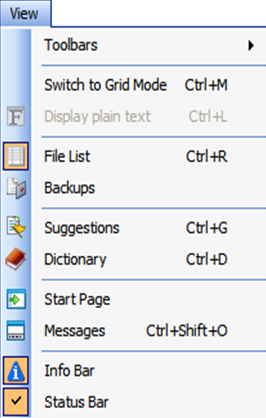 View
Toolbars
Switch to Grid Mode Ctrl+M
Display plain text Ctrl+L
File List Ctrl+R
Backups
Suggestions Ctrl+G
Dictionary Ctrl+D
Start Page
Messages Ctrl+Shift+O
Info Bar
Status Bar